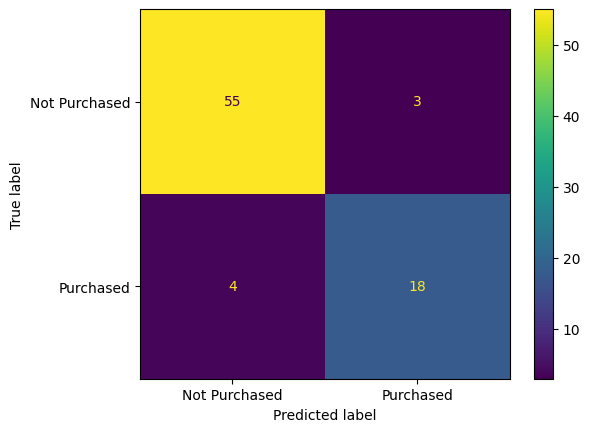 Not Purchased
Purchased
True label
55
3
4
18
Not Purchased
Purchased
Predicted label
50
40
30
20
10